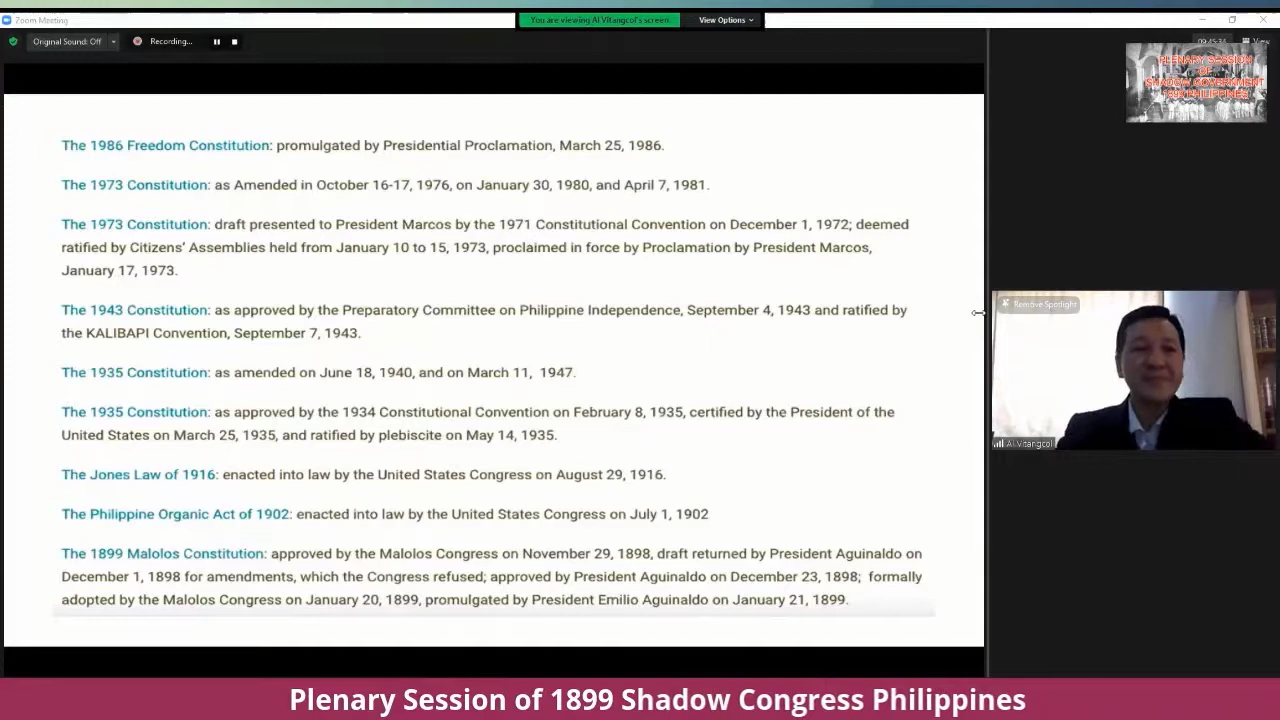 Zoom Meeting
You are viewing Al Vitangcol's screen
View Options
Original Sound: Off
Recording...
09:45:34
View
PLENARY SESSION
OF
SHADOW GOVERNMENT
1899 PHILIPPINES
The 1986 Freedom Constitution: promulgated by Presidential Proclamation, March 25, 1986.
The 1973 Constitution: as Amended in October 16-17, 1976, on January 30, 1980, and April 7, 1981.
The 1973 Constitution: draft presented to President Marcos by the 1971 Constitutional Convention on December 1, 1972; deemed
ratified by Citizens' Assemblies held from January 10 to 15, 1973, proclaimed in force by Proclamation by President Marcos,
January 17, 1973.
The 1943 Constitution: as approved by the Preparatory Committee on Philippine Independence, September 4, 1943 and ratified by
the KALIBAPI Convention, September 7, 1943.
The 1935 Constitution: as amended on June 18, 1940, and on March 11, 1947.
The 1935 Constitution: as approved by the 1934 Constitutional Convention on February 8, 1935, certified by the President of the
United States on March 25, 1935, and ratified by plebiscite on May 14, 1935.
The Jones Law of 1916: enacted into law by the United States Congress on August 29, 1916.
The Philippine Organic Act of 1902: enacted into law by the United States Congress on July 1, 1902
The 1899 Malolos Constitution: approved by the Malolos Congress on November 29, 1898, draft returned by President Aguinaldo on
December 1, 1898 for amendments, which the Congress refused; approved by President Aguinaldo on December 23, 1898; formally
adopted by the Malolos Congress on January 20, 1899, promulgated by President Emilio Aguinaldo on January 21, 1899.
Remove Spotlight
Al Vitangcol
Plenary Session of 1899 Shadow Congress Philippines